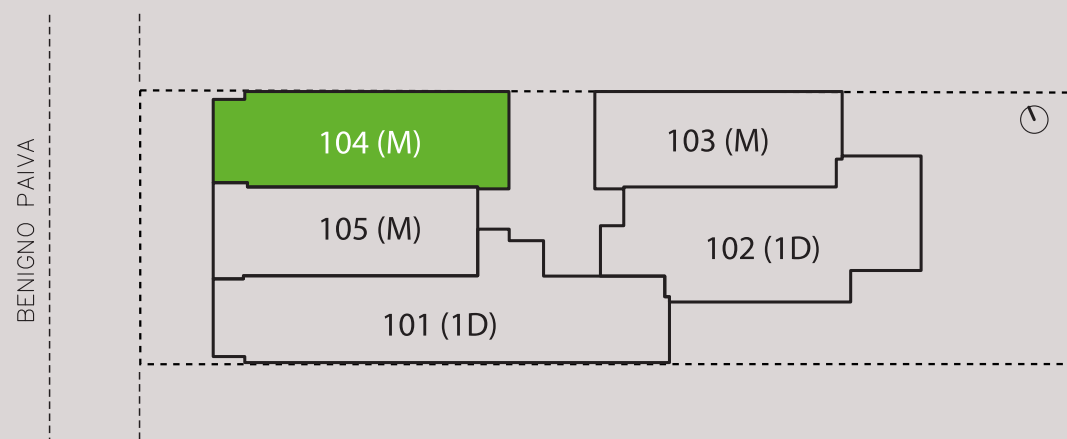 BENIGNO PAIVA
104 (M)
103 (M)
105 (M)
102 (1D)
101 (1D)